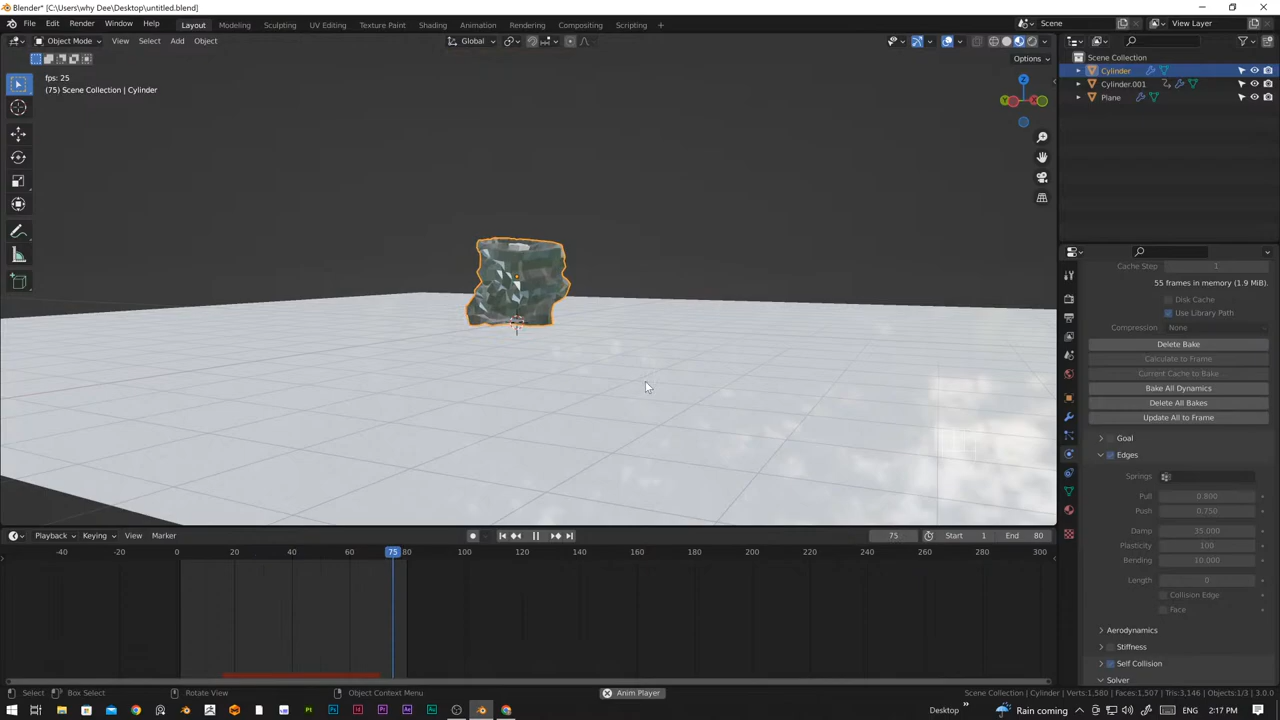 Blender* [C:\Users\why Dee\Desktop\untitled.blend]
File Edit Render Window Help Layout Modeling Sculpting UV Editing Texture Paint Shading Animation Rendering Compositing Scripting + Scene View Layer
Object Mode View Select Add Object Global
Options
fps: 25
(75) Scene Collection | Cylinder
Z
Y
X
Scene Collection
Cylinder
Cylinder.001
Plane
Cache Step 1
55 frames in memory (1.9 MiB).
Disk Cache
Use Library Path
Compression None
Delete Bake
Calculate to Frame
Current Cache to Bake
Bake All Dynamics
Delete All Bakes
Update All to Frame
Goal
Edges
Springs
Pull 0.800
Push 0.750
Damp 35.000
Plasticity 100
Bending 10.000
Length 0
Collision Edge
Face
Aerodynamics
Stiffness
Self Collision
Solver
Playback Keying View Marker 75 Start 1 End 80
-40 -20 0 20 40 60 75 80 100 120 140 160 180 200 220 240 260 280 300
Select Box Select Rotate View Object Context Menu Anim Player Scene Collection | Cylinder | Verts:1,580 | Faces:1,507 | Tris:3,146 | Objects:1/3 | 3.0.0
Desktop Rain coming 2:17 PM